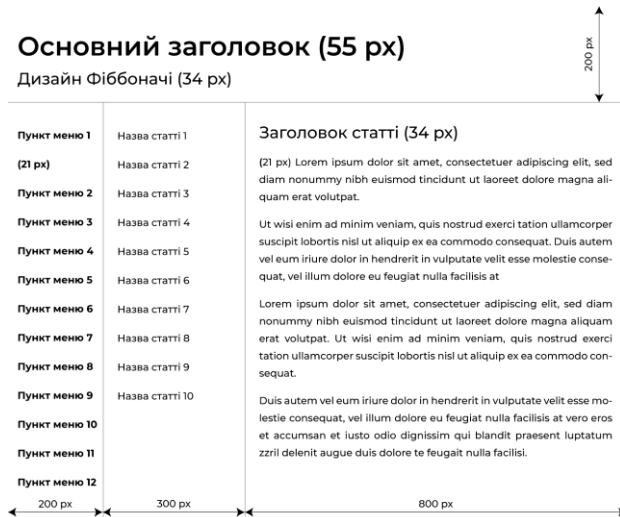 Основний заголовок (55 px)
Дизайн Фіббоначі (34 px)
200 px
Пункт меню 1
(21 px)
Пункт меню 2
Пункт меню 3
Пункт меню 4
Пункт меню 5
Пункт меню 6
Пункт меню 7
Пункт меню 8
Пункт меню 9
Пункт меню 10
Пункт меню 11
Пункт меню 12
Назва статті 1
Назва статті 2
Назва статті 3
Назва статті 4
Назва статті 5
Назва статті 6
Назва статті 7
Назва статті 8
Назва статті 9
Назва статті 10
Заголовок статті (34 px)
(21 px) Lorem ipsum dolor sit amet, consectetuer adipiscing elit, sed
diam nonummy nibh euismod tincidunt ut laoreet dolore magna ali-
quam erat volutpat.
Ut wisi enim ad minim veniam, quis nostrud exerci tation ullamcorper
suscipit lobortis nisl ut aliquip ex ea commodo consequat. Duis autem
vel eum iriure dolor in hendrerit in vulputate velit esse molestie conse-
quat, vel illum dolore eu feugiat nulla facilisis at
Lorem ipsum dolor sit amet, consectetuer adipiscing elit, sed diam
nonummy nibh euismod tincidunt ut laoreet dolore magna aliquam
erat volutpat. Ut wisi enim ad minim veniam, quis nostrud exerci
tation ullamcorper suscipit lobortis nisl ut aliquip ex ea commodo con-
sequat.
Duis autem vel eum iriure dolor in hendrerit in vulputate velit esse mo-
lestie consequat, vel illum dolore eu feugiat nulla facilisis at vero eros
et accumsan et iusto odio dignissim qui blandit praesent luptatum
zzril delenit augue duis dolore te feugait nulla facilisi.
200 px
300 px
800 px